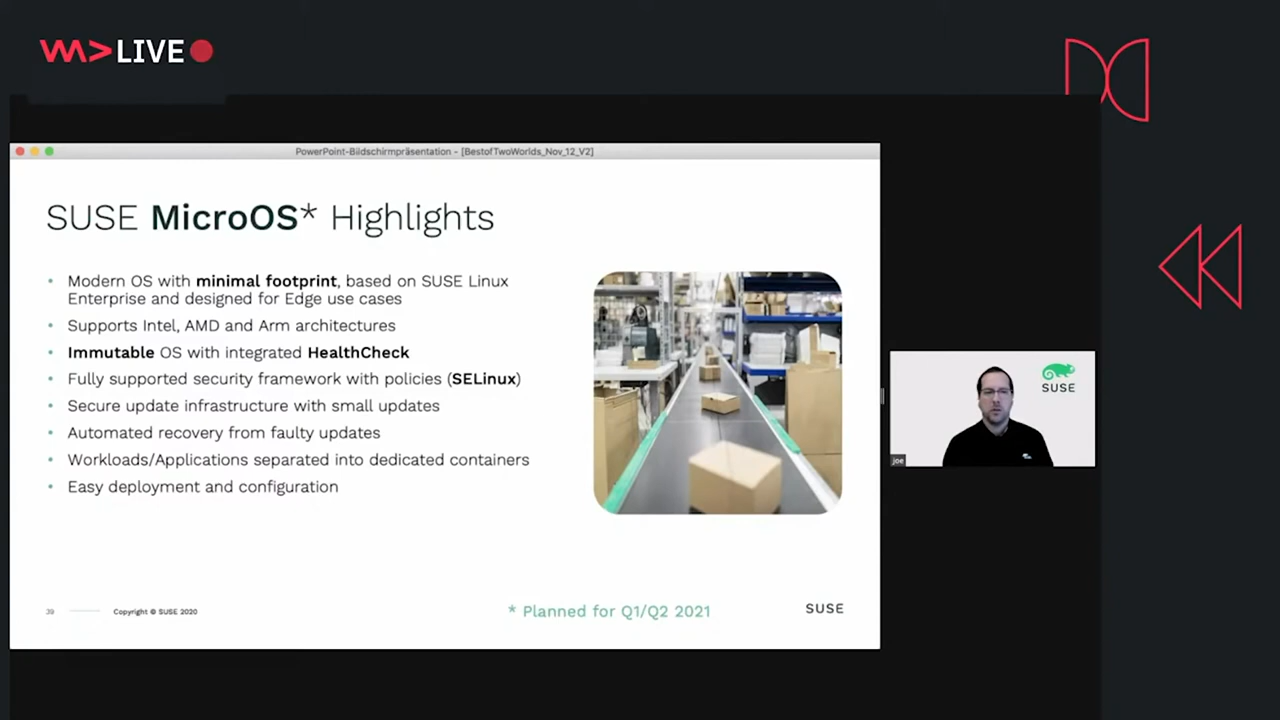 LIVE
PowerPoint-Bildschirmpräsentation - [BestofTwoWorlds_Nov_12_V2]
SUSE MicroOS* Highlights
• Modern OS with minimal footprint, based on SUSE Linux
Enterprise and designed for Edge use cases
• Supports Intel, AMD and Arm architectures
• Immutable OS with integrated HealthCheck
• Fully supported security framework with policies (SELinux)
• Secure update infrastructure with small updates
• Automated recovery from faulty updates
• Workloads/Applications separated into dedicated containers
• Easy deployment and configuration
39
Copyright © SUSE 2020
* Planned for Q1/Q2 2021
SUSE
SUSE
joe